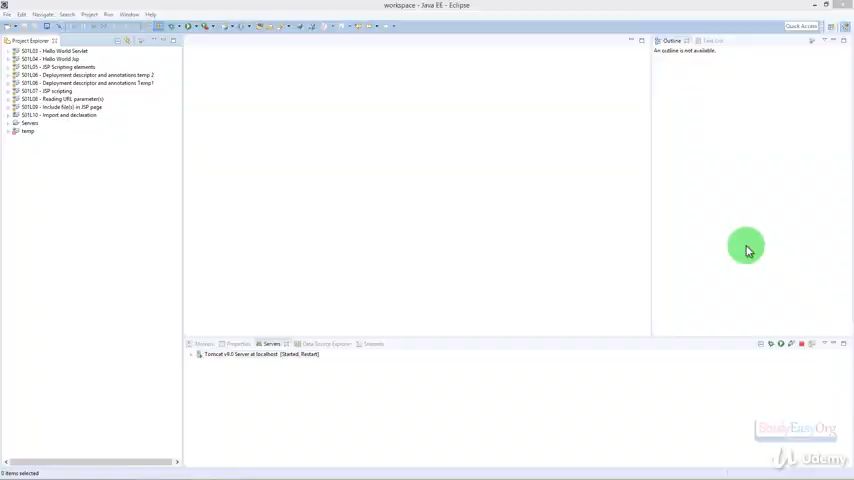 workspace - Java EE - Eclipse
File Edit Navigate Search Project Run Window Help
Quick Access
Project Explorer
S01L03 - Hello World Servlet
S01L04 - Hello World Jsp
S01L05 - JSP Scripting elements
S01L06 - Deployment descriptor and annotations temp 2
S01L06 - Deployment descriptor and annotations Temp1
S01L07 - JSP scripting
S01L08 - Reading URL parameter(s)
S01L09 - Include file(s) in JSP page
S01L10 - Import and declaration
Servers
temp
Outline Task List
An outline is not available.
Markers Properties Servers Data Source Explorer Snippets
Tomcat v9.0 Server at localhost [Started, Restart]
StudyEasyOrg
Udemy
0 items selected